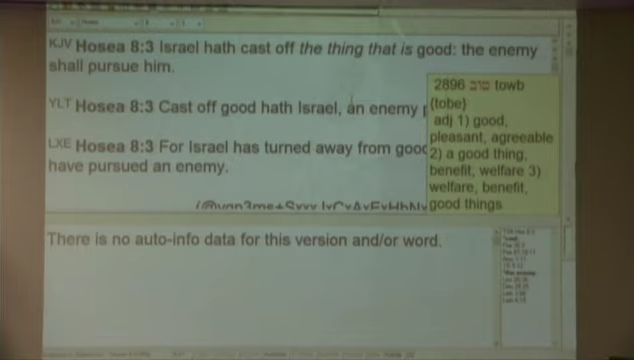 KJV Hosea 8:3 Israel hath cast off the thing that is good: the enemy
shall pursue him.
YLT Hosea 8:3 Cast off good hath Israel, an enemy
LXE Hosea 8:3 For Israel has turned away from good
have pursued an enemy.
2896 טוב towb
{tobe}
adj 1) good,
pleasant, agreeable
2) a good thing,
benefit, welfare 3)
welfare, benefit,
good things
There is no auto-info data for this version and/or word.